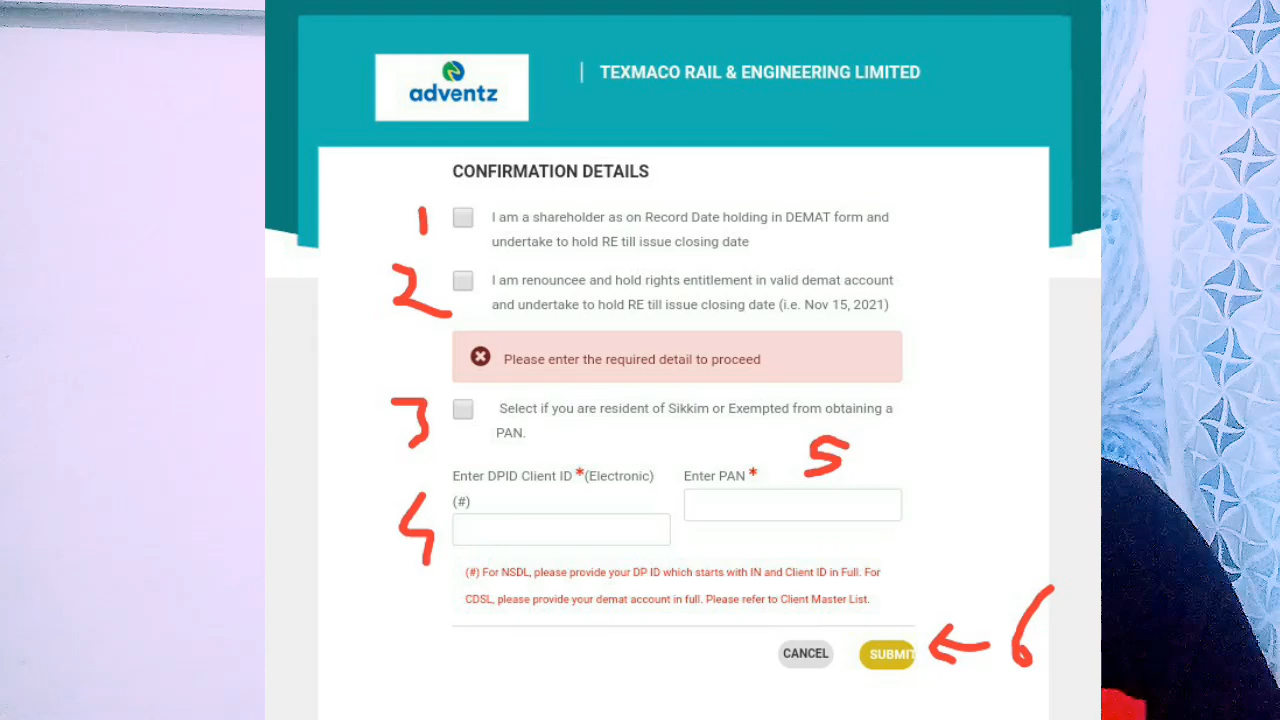 adventz
TEXMACO RAIL & ENGINEERING LIMITED
CONFIRMATION DETAILS
1
I am a shareholder as on Record Date holding in DEMAT form and
undertake to hold RE till issue closing date
2
I am renouncee and hold rights entitlement in valid demat account
and undertake to hold RE till issue closing date (i.e. Nov 15, 2021)
Please enter the required detail to proceed
3
Select if you are resident of Sikkim or Exempted from obtaining a
PAN.
5
Enter DPID Client ID *(Electronic)
(#)
Enter PAN *
4
(#) For NSDL, please provide your DP ID which starts with IN and Client ID in Full. For
CDSL, please provide your demat account in full. Please refer to Client Master List.
CANCEL
SUBMIT
6